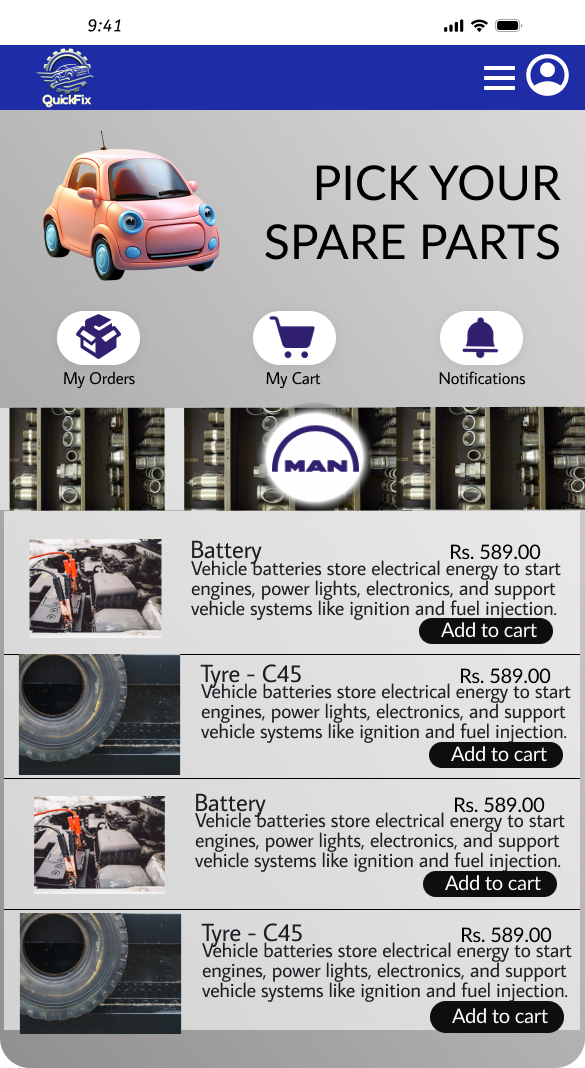 9:41
QuickFix
PICK YOUR
SPARE PARTS
My Orders
My Cart
Notifications
MAN
Battery
Rs. 589.00
Vehicle batteries store electrical energy to start
engines, power lights, electronics, and support
vehicle systems like ignition and fuel injection.
Add to cart
Tyre - C45
Rs. 589.00
Vehicle batteries store electrical energy to start
engines, power lights, electronics, and support
vehicle systems like ignition and fuel injection.
Add to cart
Battery
Rs. 589.00
Vehicle batteries store electrical energy to start
engines, power lights, electronics, and support
vehicle systems like ignition and fuel injection.
Add to cart
Tyre - C45
Rs. 589.00
Vehicle batteries store electrical energy to start
engines, power lights, electronics, and support
vehicle systems like ignition and fuel injection.
Add to cart